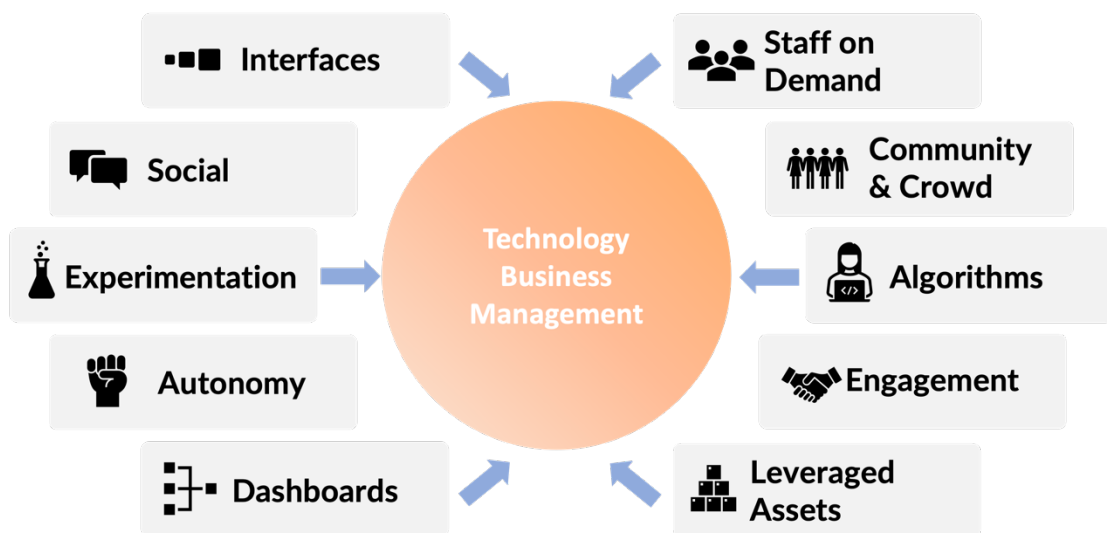 Interfaces
Social
Experimentation
Autonomy
Dashboards
Technology
Business
Management
Staff on
Demand
Community
& Crowd
</>
Algorithms
Engagement
Leveraged
Assets